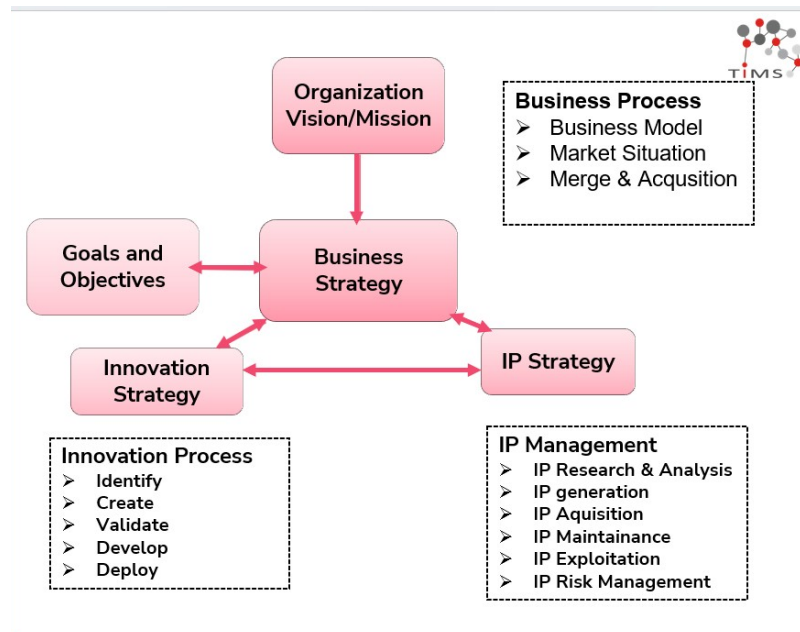 TIMS
Organization
Vision/Mission
Business Process
➢ Business Model
➢ Market Situation
➢ Merge & Acqusition
Goals and
Objectives
Business
Strategy
Innovation
Strategy
IP Strategy
Innovation Process
➢ Identify
➢ Create
➢ Validate
➢ Develop
➢ Deploy
IP Management
➢ IP Research & Analysis
➢ IP generation
➢ IP Aquisition
➢ IP Maintainance
➢ IP Exploitation
➢ IP Risk Management